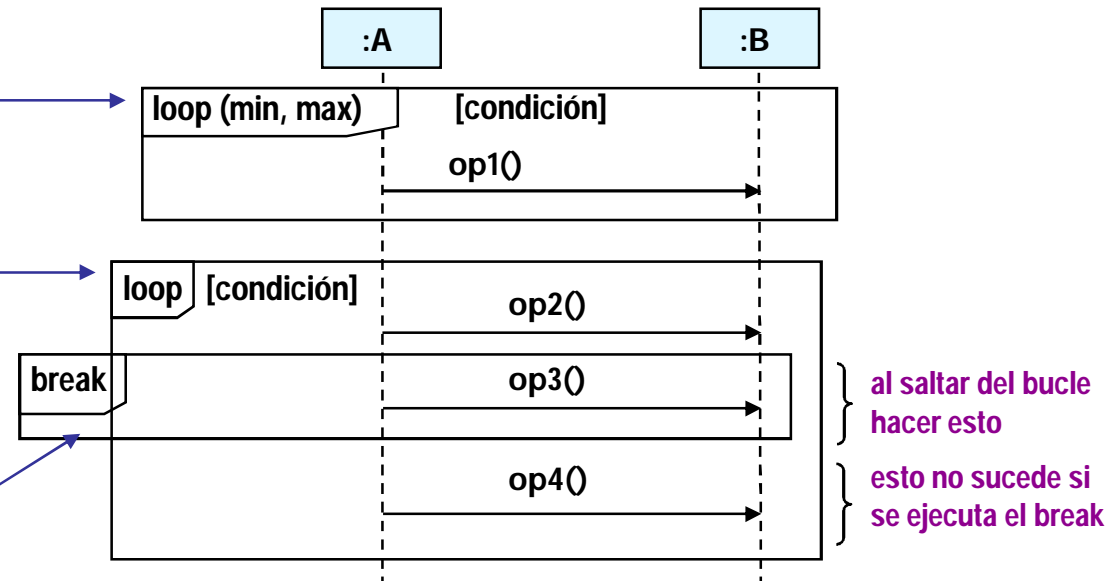 :A
:B
loop (min, max)
[condición]
op1()
loop
[condición]
op2()
break
op3()
al saltar del bucle
hacer esto
op4()
esto no sucede si
se ejecuta el break